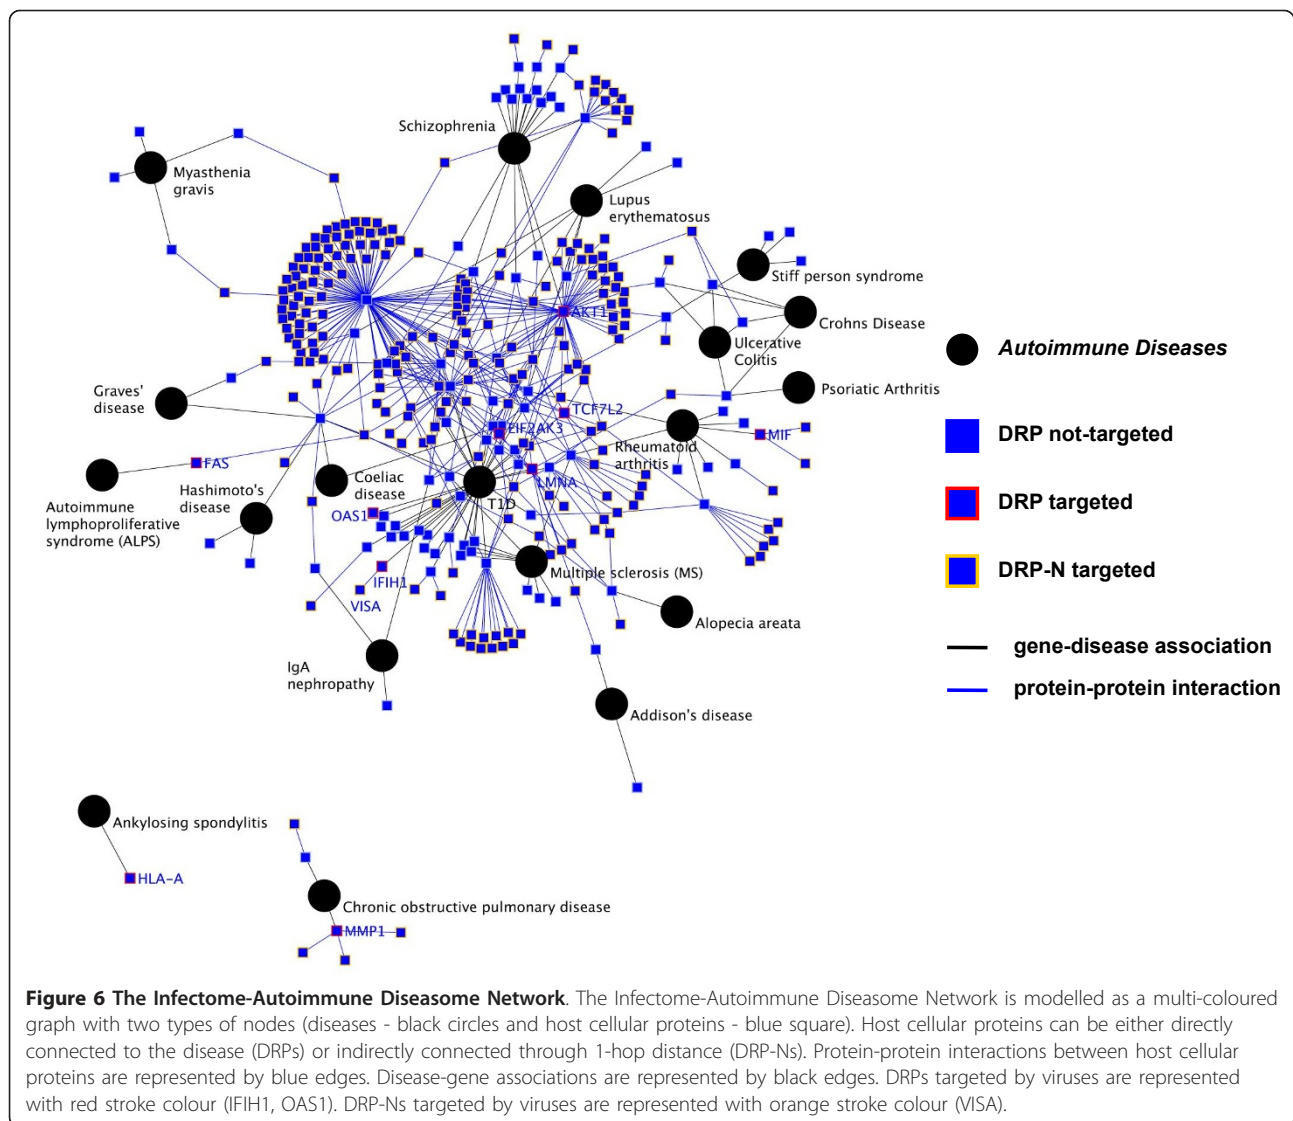 Schizophrenia
Myasthenia
gravis
Lupus
erythematosus
Stiff person syndrome
AKT1
Crohns Disease
Ulcerative
Colitis
Autoimmune Diseases
Graves'
disease
Psoriatic Arthritis
TCF7L2
EIF2AK3
MIF
DRP not-targeted
Rheumatoid
arthritis
FAS
LMNA
Coeliac
disease
Hashimoto's
disease
T1D
DRP targeted
Autoimmune
lymphoproliferative
syndrome (ALPS)
OAS1
DRP-N targeted
Multiple sclerosis (MS)
IFIH1
VISA
Alopecia areata
gene-disease association
IgA
nephropathy
protein-protein interaction
Addison's disease
Ankylosing spondylitis
HLA-A
Chronic obstructive pulmonary disease
MMP1
Figure 6 The Infectome-Autoimmune Diseasome Network. The Infectome-Autoimmune Diseasome Network is modelled as a multi-coloured
graph with two types of nodes (diseases - black circles and host cellular proteins - blue square). Host cellular proteins can be either directly
connected to the disease (DRPs) or indirectly connected through 1-hop distance (DRP-Ns). Protein-protein interactions between host cellular
proteins are represented by blue edges. Disease-gene associations are represented by black edges. DRPs targeted by viruses are represented
with red stroke colour (IFIH1, OAS1). DRP-Ns targeted by viruses are represented with orange stroke colour (VISA).